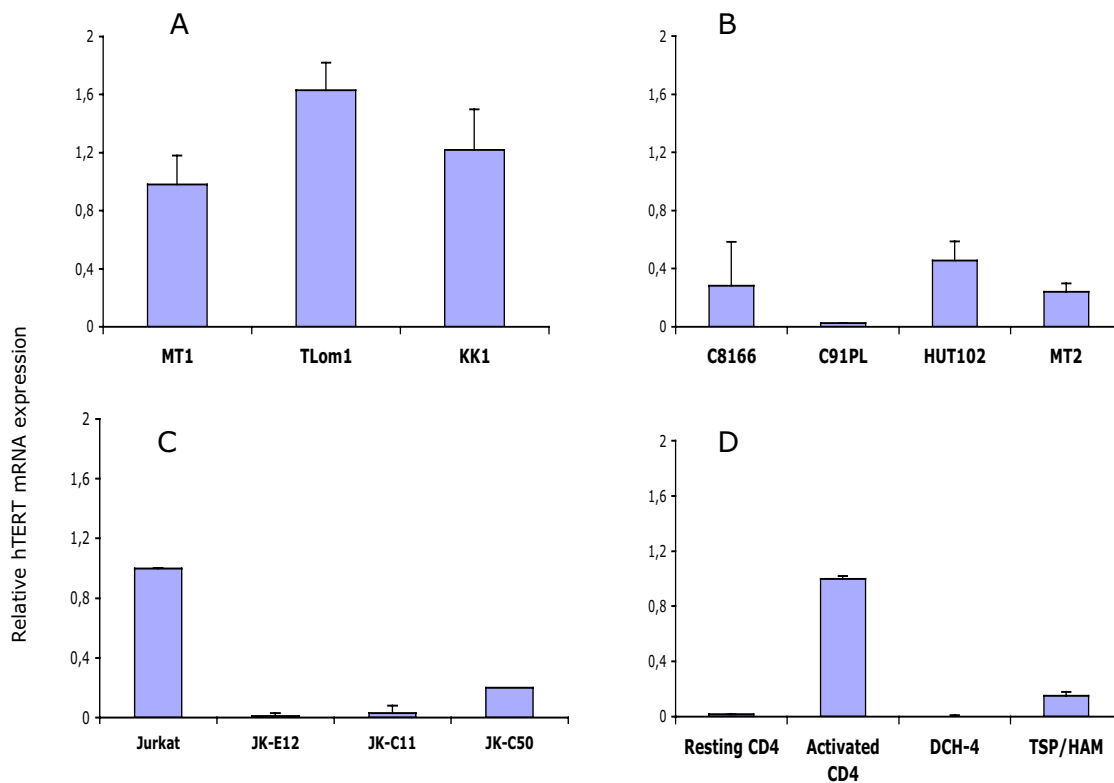 Relative hTERT mRNA expression
A
2
1,6
1,2
0,8
0,4
0
MT1 TLom1 KK1
B
2
1,6
1,2
0,8
0,4
0
C8166 C91PL HUT102 MT2
C
2
1,6
1,2
0,8
0,4
0
Jurkat JK-E12 JK-C11 JK-C50
D
2
1,6
1,2
0,8
0,4
0
Resting CD4 Activated DCH-4 TSP/HAM
CD4